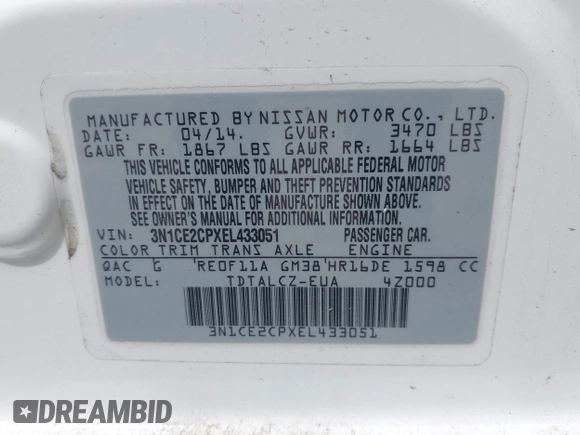 MANUFACTURED BY NISSAN MOTOR CO., LTD.
DATE: 04/14. GVWR: 3470 LBS
GAWR FR: 1867 LBS GAWR RR: 1664 LBS
THIS VEHICLE CONFORMS TO ALL APPLICABLE FEDERAL MOTOR
VEHICLE SAFETY, BUMPER AND THEFT PREVENTION STANDARDS
IN EFFECT ON THE DATE OF MANUFACTURE SHOWN ABOVE.
SEE OWNER'S MANUAL FOR ADDITIONAL INFORMATION.
VIN: 3N1CE2CPXEL433051 PASSENGER CAR.
COLOR TRIM TRANS AXLE ENGINE
QAC G 'RE0F11A GM38'HR16DE 1598 CC
MODEL: TDTALCZ-EUA 4Z000
3N1CE2CPXEL433051
DREAMBID